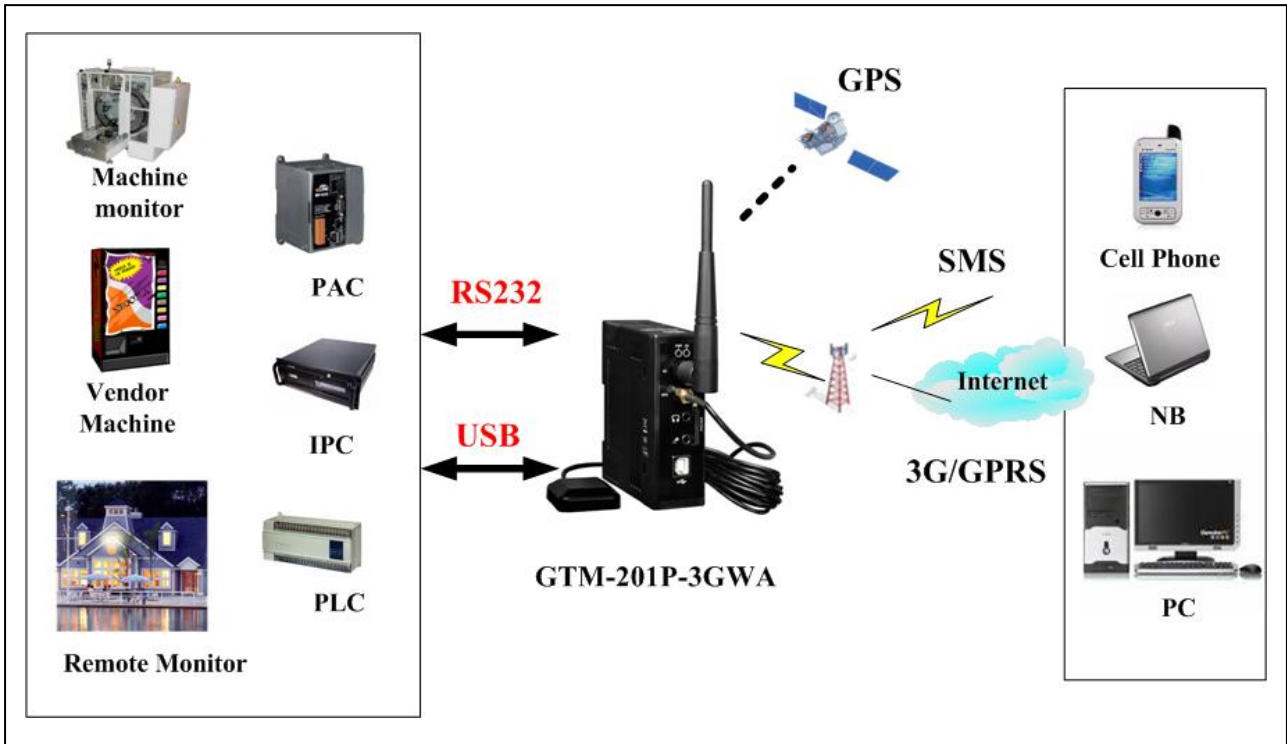 Machine
monitor
PAC
Vendor
Machine
IPC
Remote Monitor
PLC
RS232
USB
GTM-201P-3GWA
GPS
SMS
Internet
3G/GPRS
Cell Phone
NB
PC